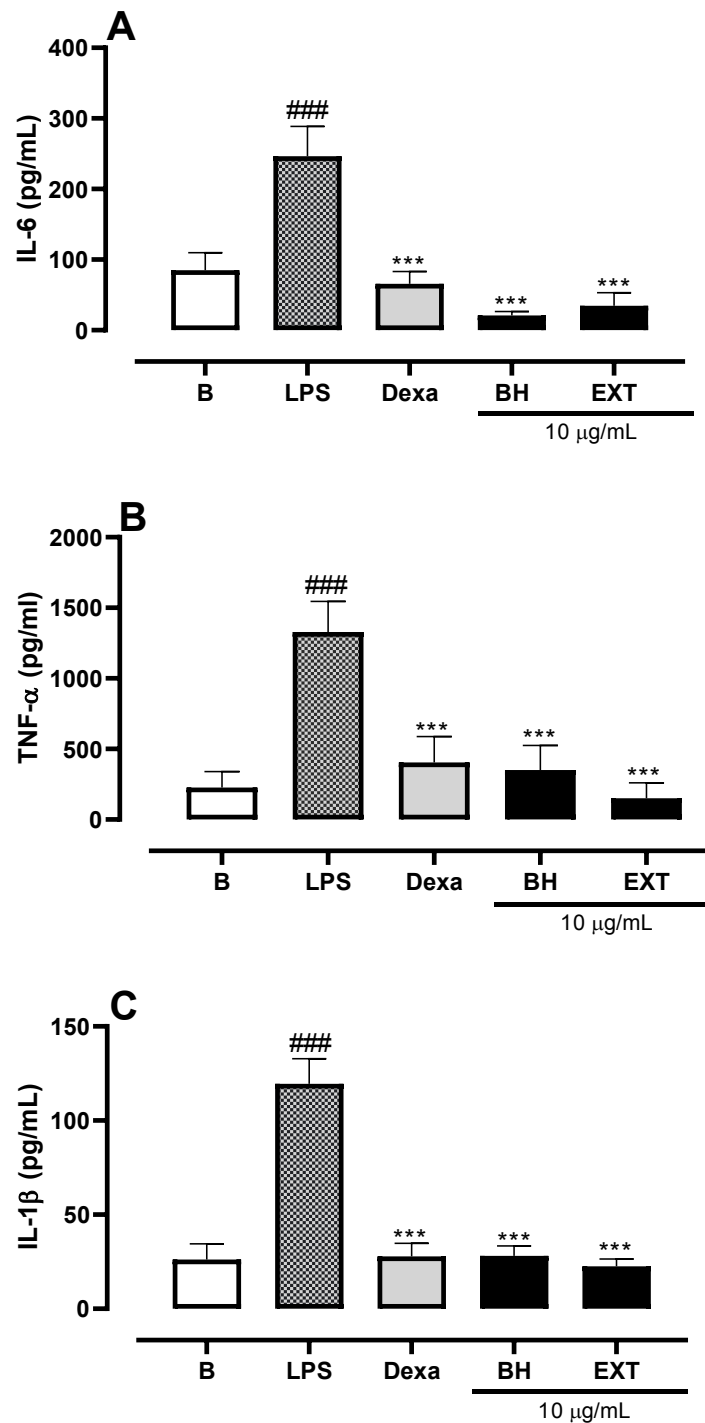 A
IL-6 (pg/mL)
400
300
200
100
0
###
***
***
***
B LPS Dexa BH EXT
10 μg/mL
B
TNF-α (pg/ml)
2000
1500
1000
500
0
###
***
***
***
B LPS Dexa BH EXT
10 μg/mL
C
IL-1β (pg/mL)
150
100
50
0
###
***
***
***
B LPS Dexa BH EXT
10 μg/mL